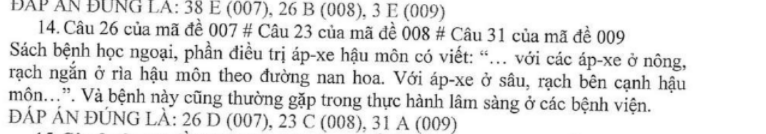 ĐÁP ÁN ĐÚNG LÀ: 38 E (007), 26 B (008), 3 E (009)
14. Câu 26 của mã đề 007 # Câu 23 của mã đề 008 # Câu 31 của mã đề 009
Sách bệnh học ngoại, phần điều trị áp-xe hậu môn có viết: “… với các áp-xe ở nông,
rạch ngắn ở rìa hậu môn theo đường nan hoa. Với áp-xe ở sâu, rạch bên cạnh hậu
môn…”. Và bệnh này cũng thường gặp trong thực hành lâm sàng ở các bệnh viện.
ĐÁP ÁN ĐÚNG LÀ: 26 D (007), 23 C (008), 31 A (009)